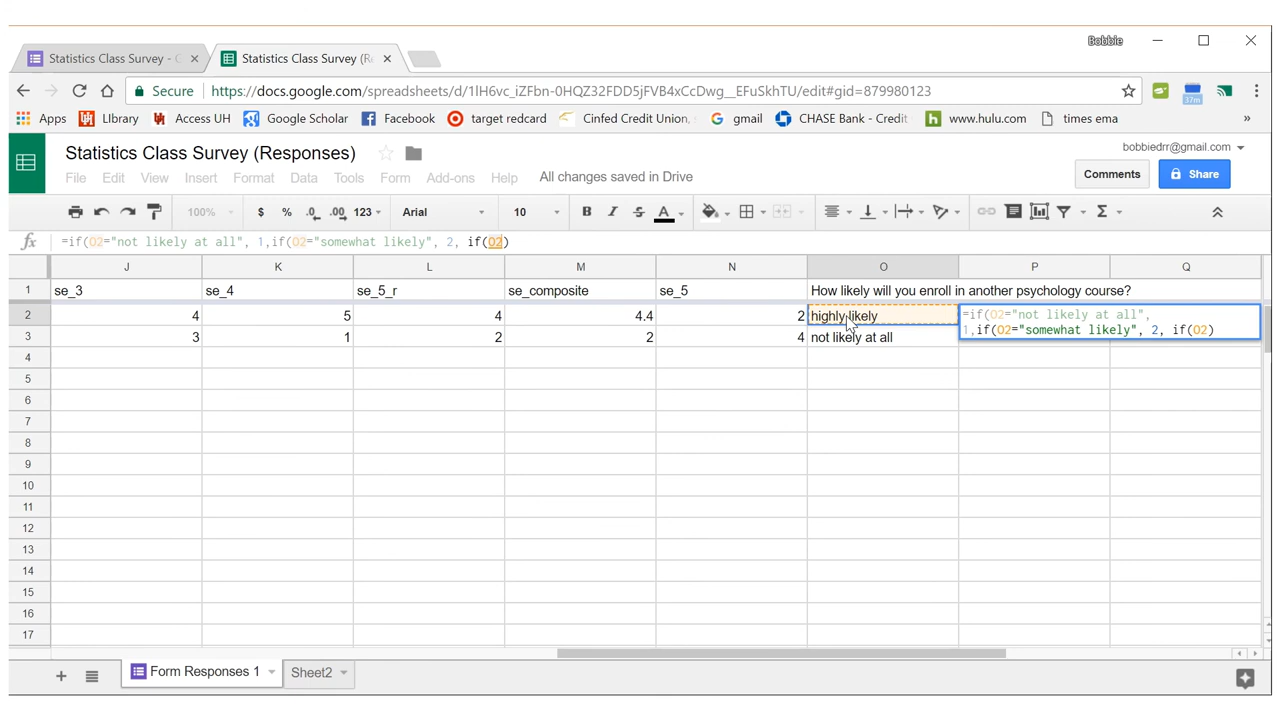 Bobbie
Statistics Class Survey - G
Statistics Class Survey (Re
Secure https://docs.google.com/spreadsheets/d/1lH6vc_iZFbn-0HQZ32FDD5jFVB4xCcDwg__EFuSkhTU/edit#gid=879980123
37m
Apps LIbrary Access UH Google Scholar Facebook target redcard Cinfed Credit Union, gmail CHASE Bank - Credit www.hulu.com times ema »
Statistics Class Survey (Responses)
bobbiedrr@gmail.com
Comments Share
File Edit View Insert Format Data Tools Form Add-ons Help All changes saved in Drive
100% $ % .0 .00 123 Arial 10 B I S A Σ
fx =if(O2="not likely at all", 1,if(O2="somewhat likely", 2, if(O2)
J K L M N O P Q
1 se_3 se_4 se_5_r se_composite se_5 How likely will you enroll in another psychology course?
2 4 5 4 4.4 2 highly likely =if(O2="not likely at all",
1,if(O2="somewhat likely", 2, if(O2)
3 3 1 2 2 4 not likely at all
4
5
6
7
8
9
10
11
12
13
14
15
16
17
Form Responses 1 Sheet2